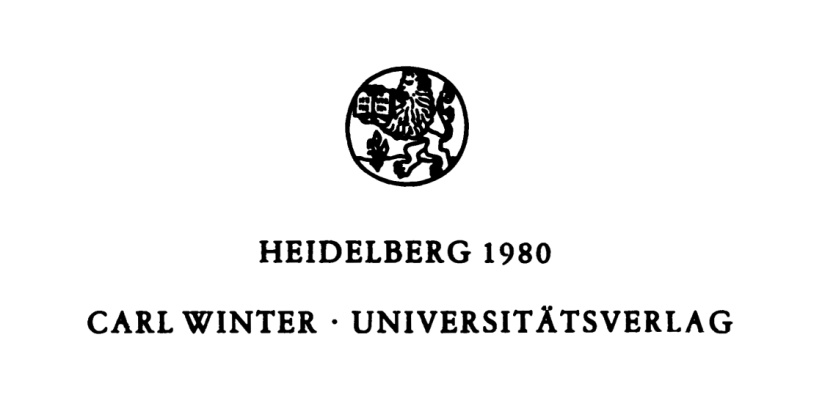 HEIDELBERG 1980
CARL WINTER · UNIVERSITÄTSVERLAG